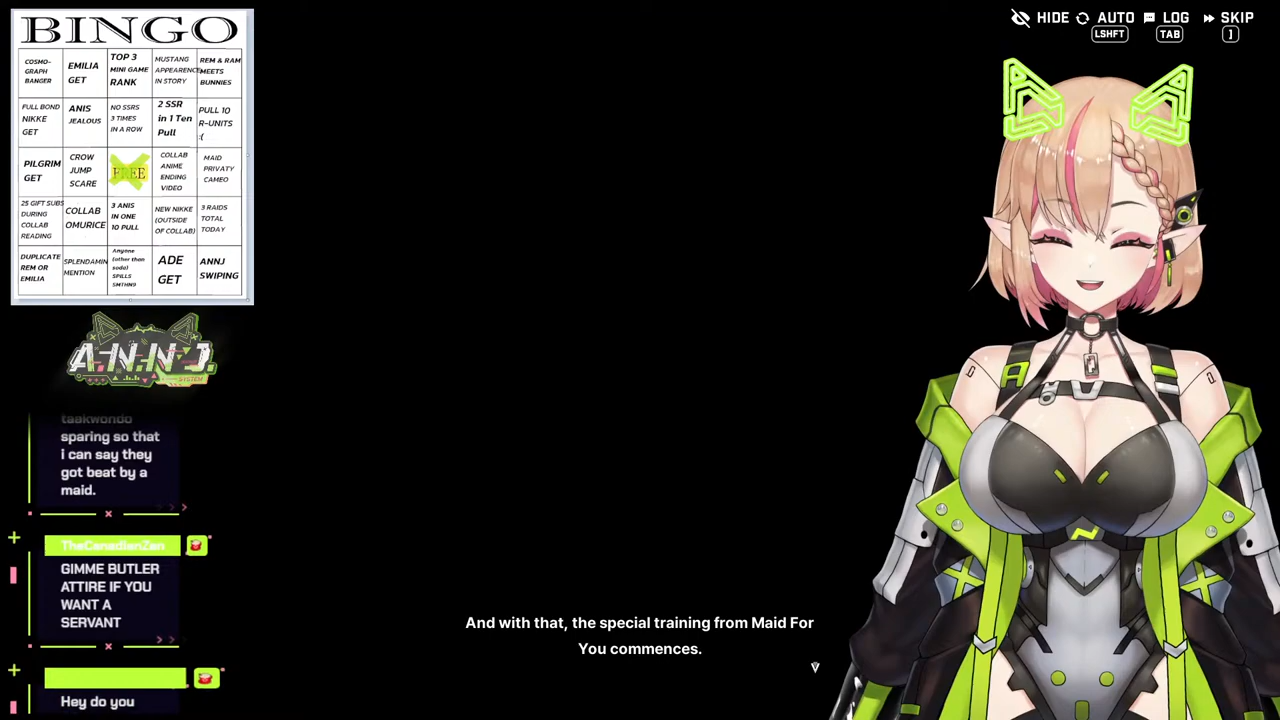 BINGO
COSMO-
GRAPH
BANGER
EMILIA
GET
TOP 3
MINI GAME
RANK
MUSTANG
APPEARENCE
IN STORY
REM & RAM
MEETS
BUNNIES
FULL BOND
NIKKE
GET
ANIS
JEALOUS
NO SSRS
3 TIMES
IN A ROW
2 SSR
in 1 Ten
Pull
PULL 10
R-UNITS
:(
PILGRIM
GET
CROW
JUMP
SCARE
FREE
COLLAB
ANIME
ENDING
VIDEO
MAID
PRIVATY
CAMEO
25 GIFT SUBS
DURING
COLLAB
READING
COLLAB
OMURICE
3 ANIS
IN ONE
10 PULL
NEW NIKKE
(OUTSIDE
OF COLLAB)
3 RAIDS
TOTAL
TODAY
DUPLICATE
REM OR
EMILIA
SPLENDAMIN
MENTION
Anyone
(other than
soda)
SPILLS
SMTHN9
ADE
GET
ANNJ
SWIPING
A.N.N.J.
SYSTEM
taakwondo
sparing so that
i can say they
got beat by a
maid.
TheCanadianZen
GIMME BUTLER
ATTIRE IF YOU
WANT A
SERVANT
Hey do you
HIDE AUTO LOG SKIP
LSHFT TAB ]
And with that, the special training from Maid For
You commences.